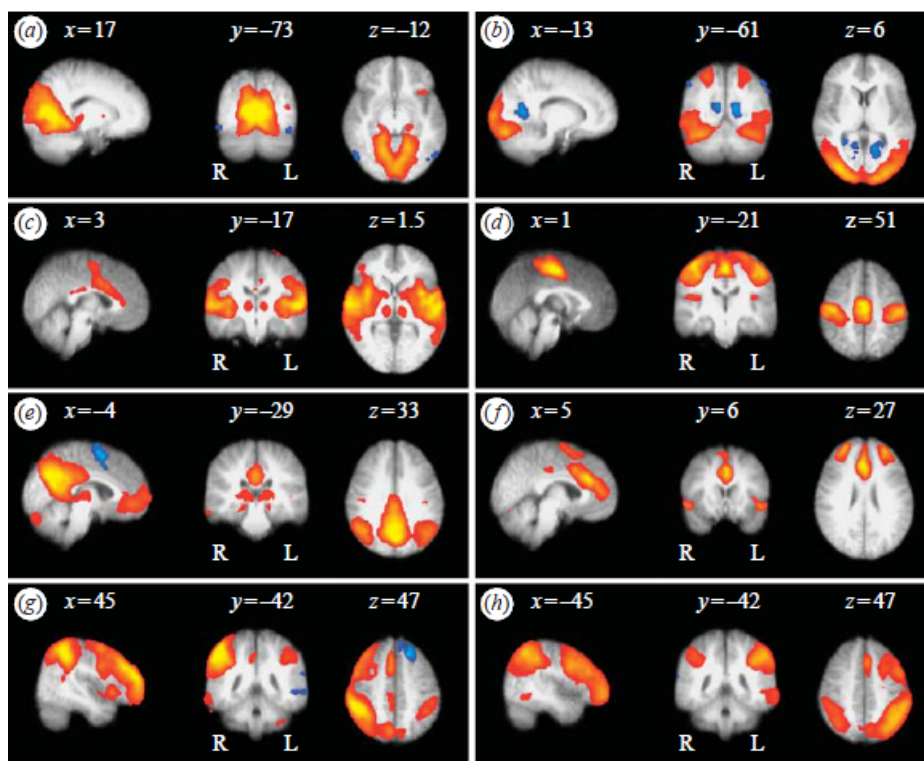 (a) x=17 y=–73 z=–12
R L
(b) x=–13 y=–61 z=6
R L
(c) x=3 y=–17 z=1.5
R L
(d) x=1 y=–21 z=51
R L
(e) x=–4 y=–29 z=33
R L
(f) x=5 y=6 z=27
R L
(g) x=45 y=–42 z=47
R L
(h) x=–45 y=–42 z=47
R L